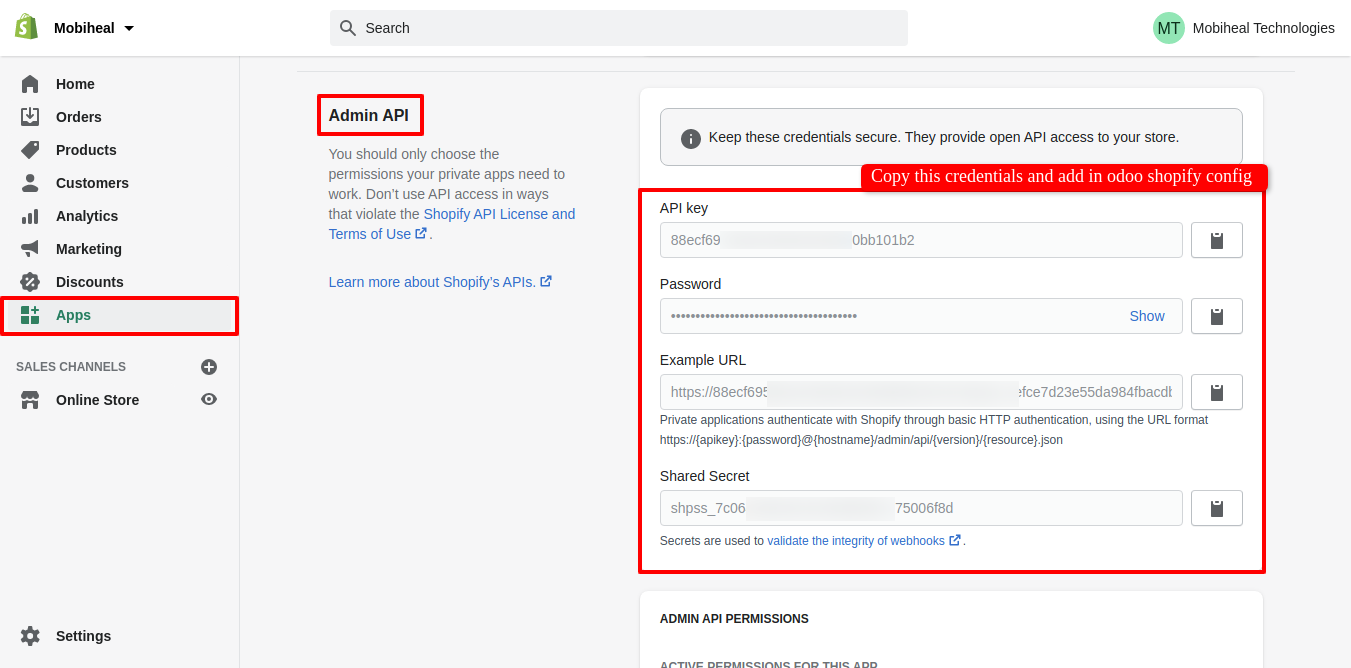 Mobiheal
Search
MT
Mobiheal Technologies
Home
Orders
Products
Customers
Analytics
Marketing
Discounts
Apps
SALES CHANNELS
Online Store
Settings
Admin API
You should only choose the
permissions your private apps need to
work. Don’t use API access in ways
that violate the Shopify API License and
Terms of Use .
Learn more about Shopify’s APIs.
Keep these credentials secure. They provide open API access to your store.
Copy this credentials and add in odoo shopify config
API key
88ecf69 0bb101b2
Password
Show
Example URL
https://88ecf695 efce7d23e55da984fbacdb
Private applications authenticate with Shopify through basic HTTP authentication, using the URL format
https://{apikey}:{password}@{hostname}/admin/api/{version}/{resource}.json
Shared Secret
shpss_7c06 75006f8d
Secrets are used to validate the integrity of webhooks .
ADMIN API PERMISSIONS
ACTIVE PERMISSIONS FOR THIS APP